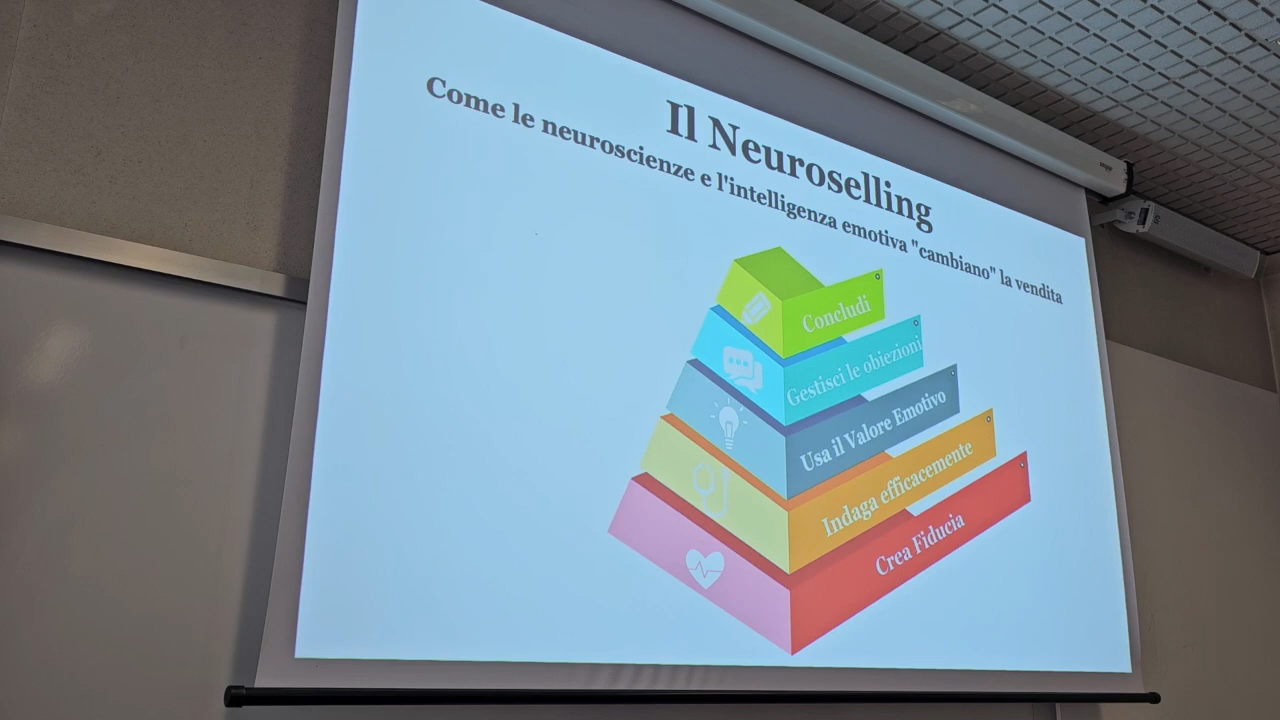 Il Neuroselling
Come le neuroscienze e l'intelligenza emotiva "cambiano" la vendita
Concludi
Gestisci le obiezioni
Usa il Valore Emotivo
Indaga efficacemente
Crea Fiducia